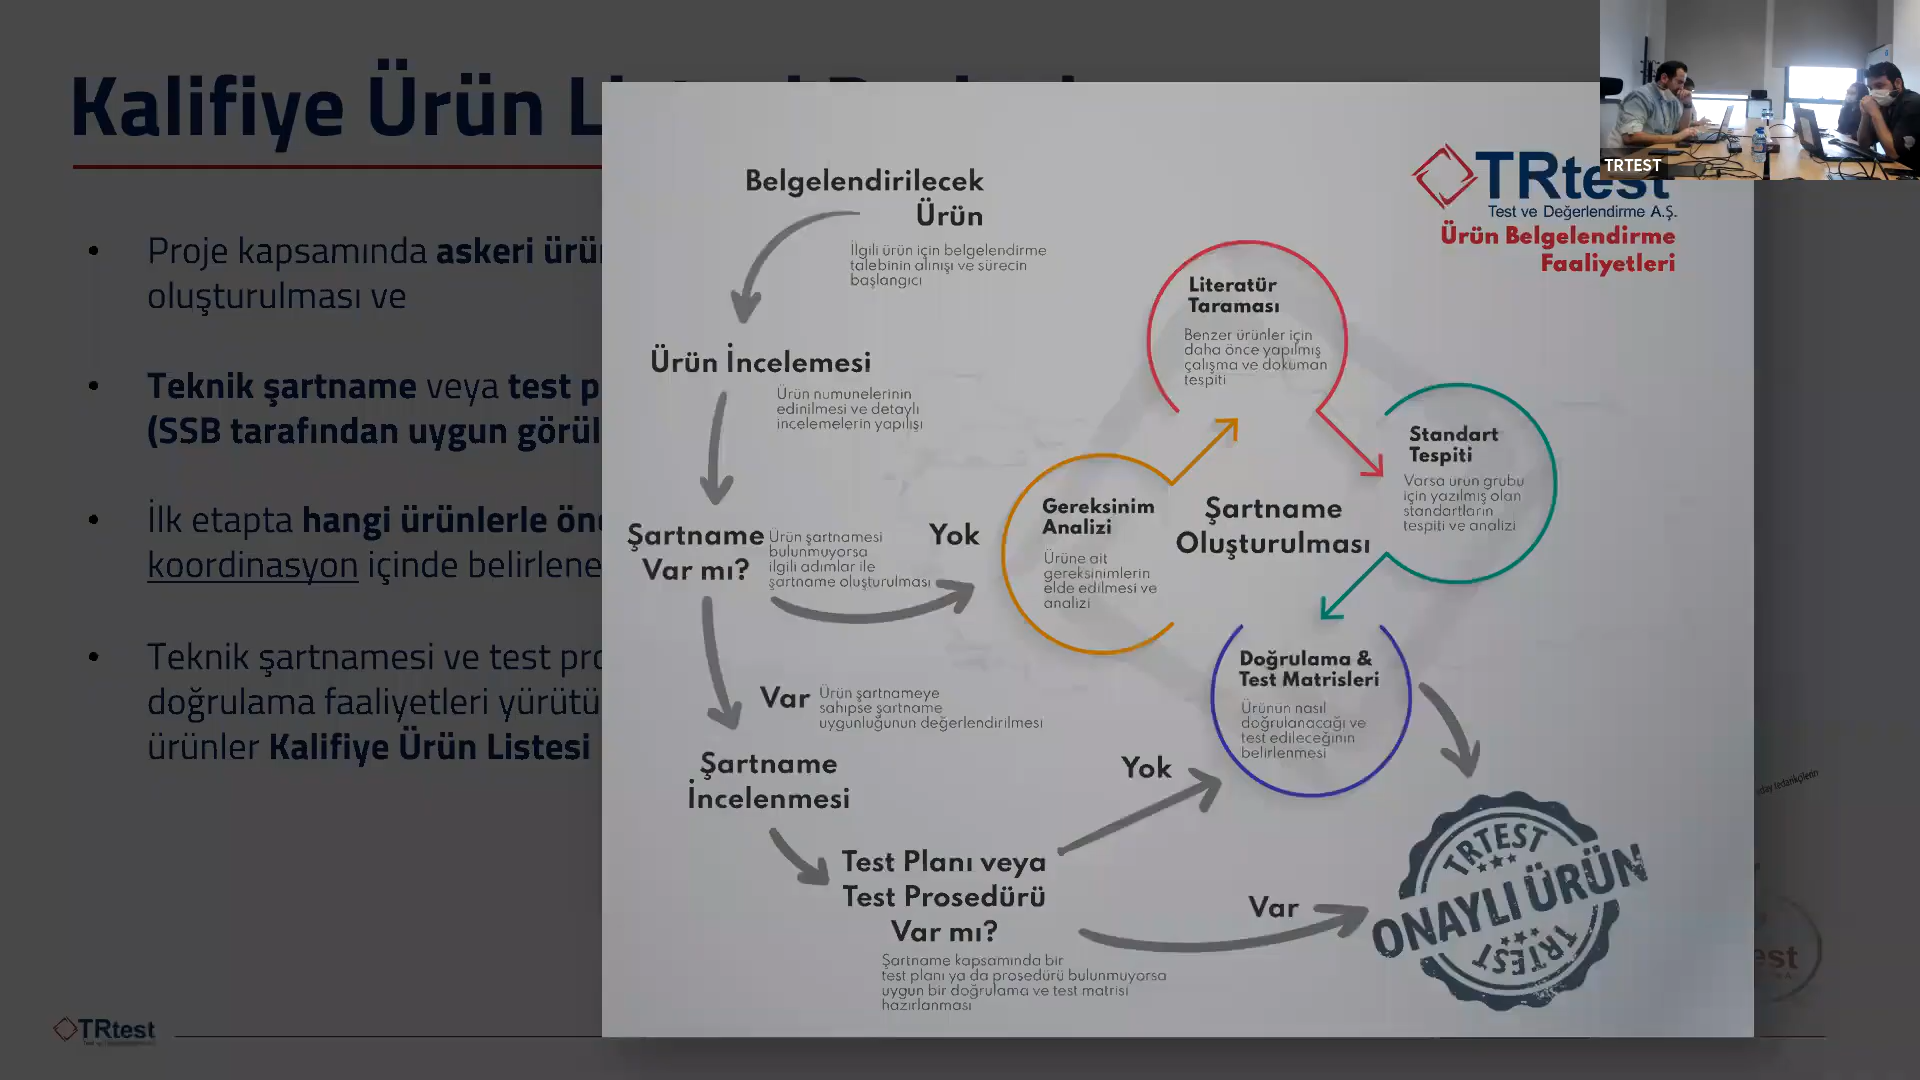 Kalifiye Ürün
• Proje kapsamında askeri ürün
oluşturulması ve
• Teknik şartname veya test p
(SSB tarafından uygun görül
• İlk etapta hangi ürünlerle önc
koordinasyon içinde belirlene
• Teknik şartnamesi ve test pro
doğrulama faaliyetleri yürütü
ürünler Kalifiye Ürün Listesi
TRtest
TRTEST
TRtest
Test ve Değerlendirme A.Ş.
Ürün Belgelendirme
Faaliyetleri
Belgelendirilecek
Ürün
İlgili ürün için belgelendirme
talebinin alınışı ve sürecin
başlangıcı
Ürün İncelemesi
Ürün numunelerinin
edinilmesi ve detaylı
incelemelerin yapılışı
Şartname
Var mı?
Ürün şartnamesi
bulunmuyorsa
ilgili adımlar ile
şartname oluşturulması
Yok
Var
Ürün şartnameye
sahipse şartname
uygunluğunun değerlendirilmesi
Şartname
İncelenmesi
Test Planı veya
Test Prosedürü
Var mı?
Şartname kapsamında bir
test planı ya da prosedürü bulunmuyorsa
uygun bir doğrulama ve test matrisi
hazırlanması
Yok
Var
Şartname
Oluşturulması
Gereksinim
Analizi
Ürüne ait
gereksinimlerin
elde edilmesi ve
analizi
Literatür
Taraması
Benzer ürünler için
daha önce yapılmış
çalışma ve dokuman
tespiti
Standart
Tespiti
Varsa ürün grubu
için yazılmış olan
standartların
tespiti ve analizi
Doğrulama &
Test Matrisleri
Ürünün nasıl
doğrulanacağı ve
test edileceğinin
belirlenmesi
TRTEST
ONAYLI ÜRÜN
TRTEST
aday tedarikçilerin
est